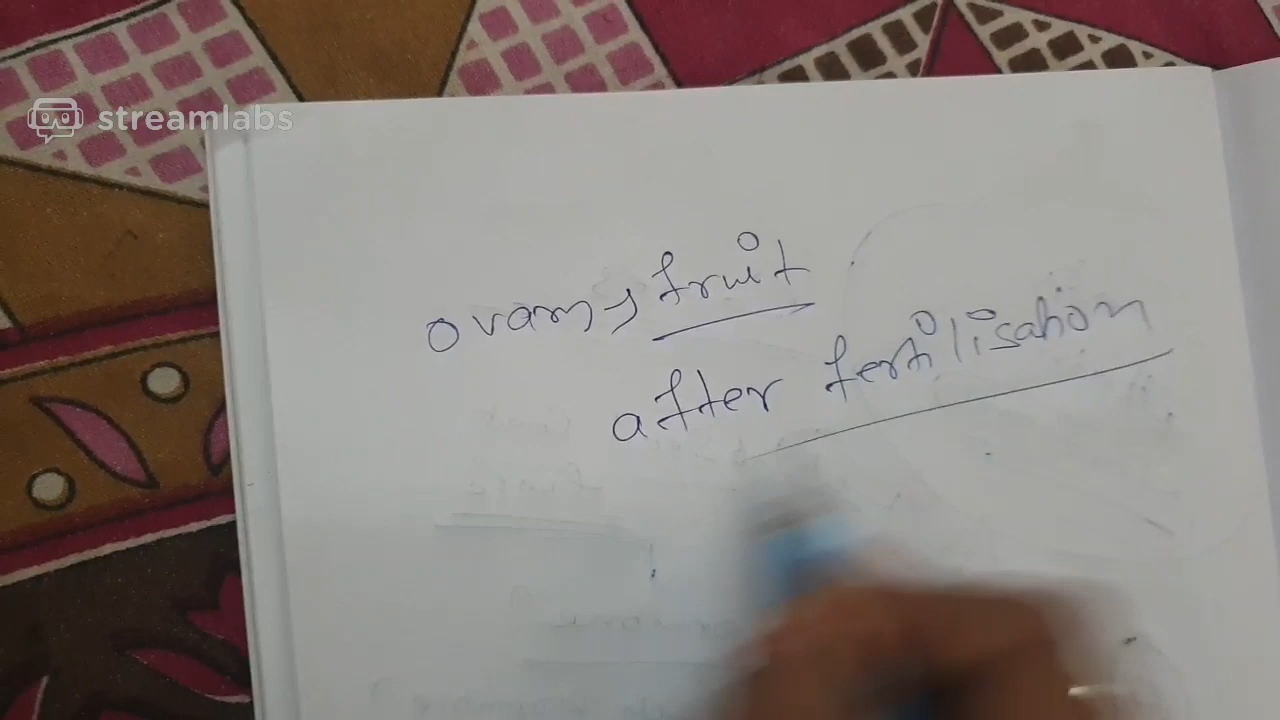 streamlabs
ovary → fruit
after fertilisation